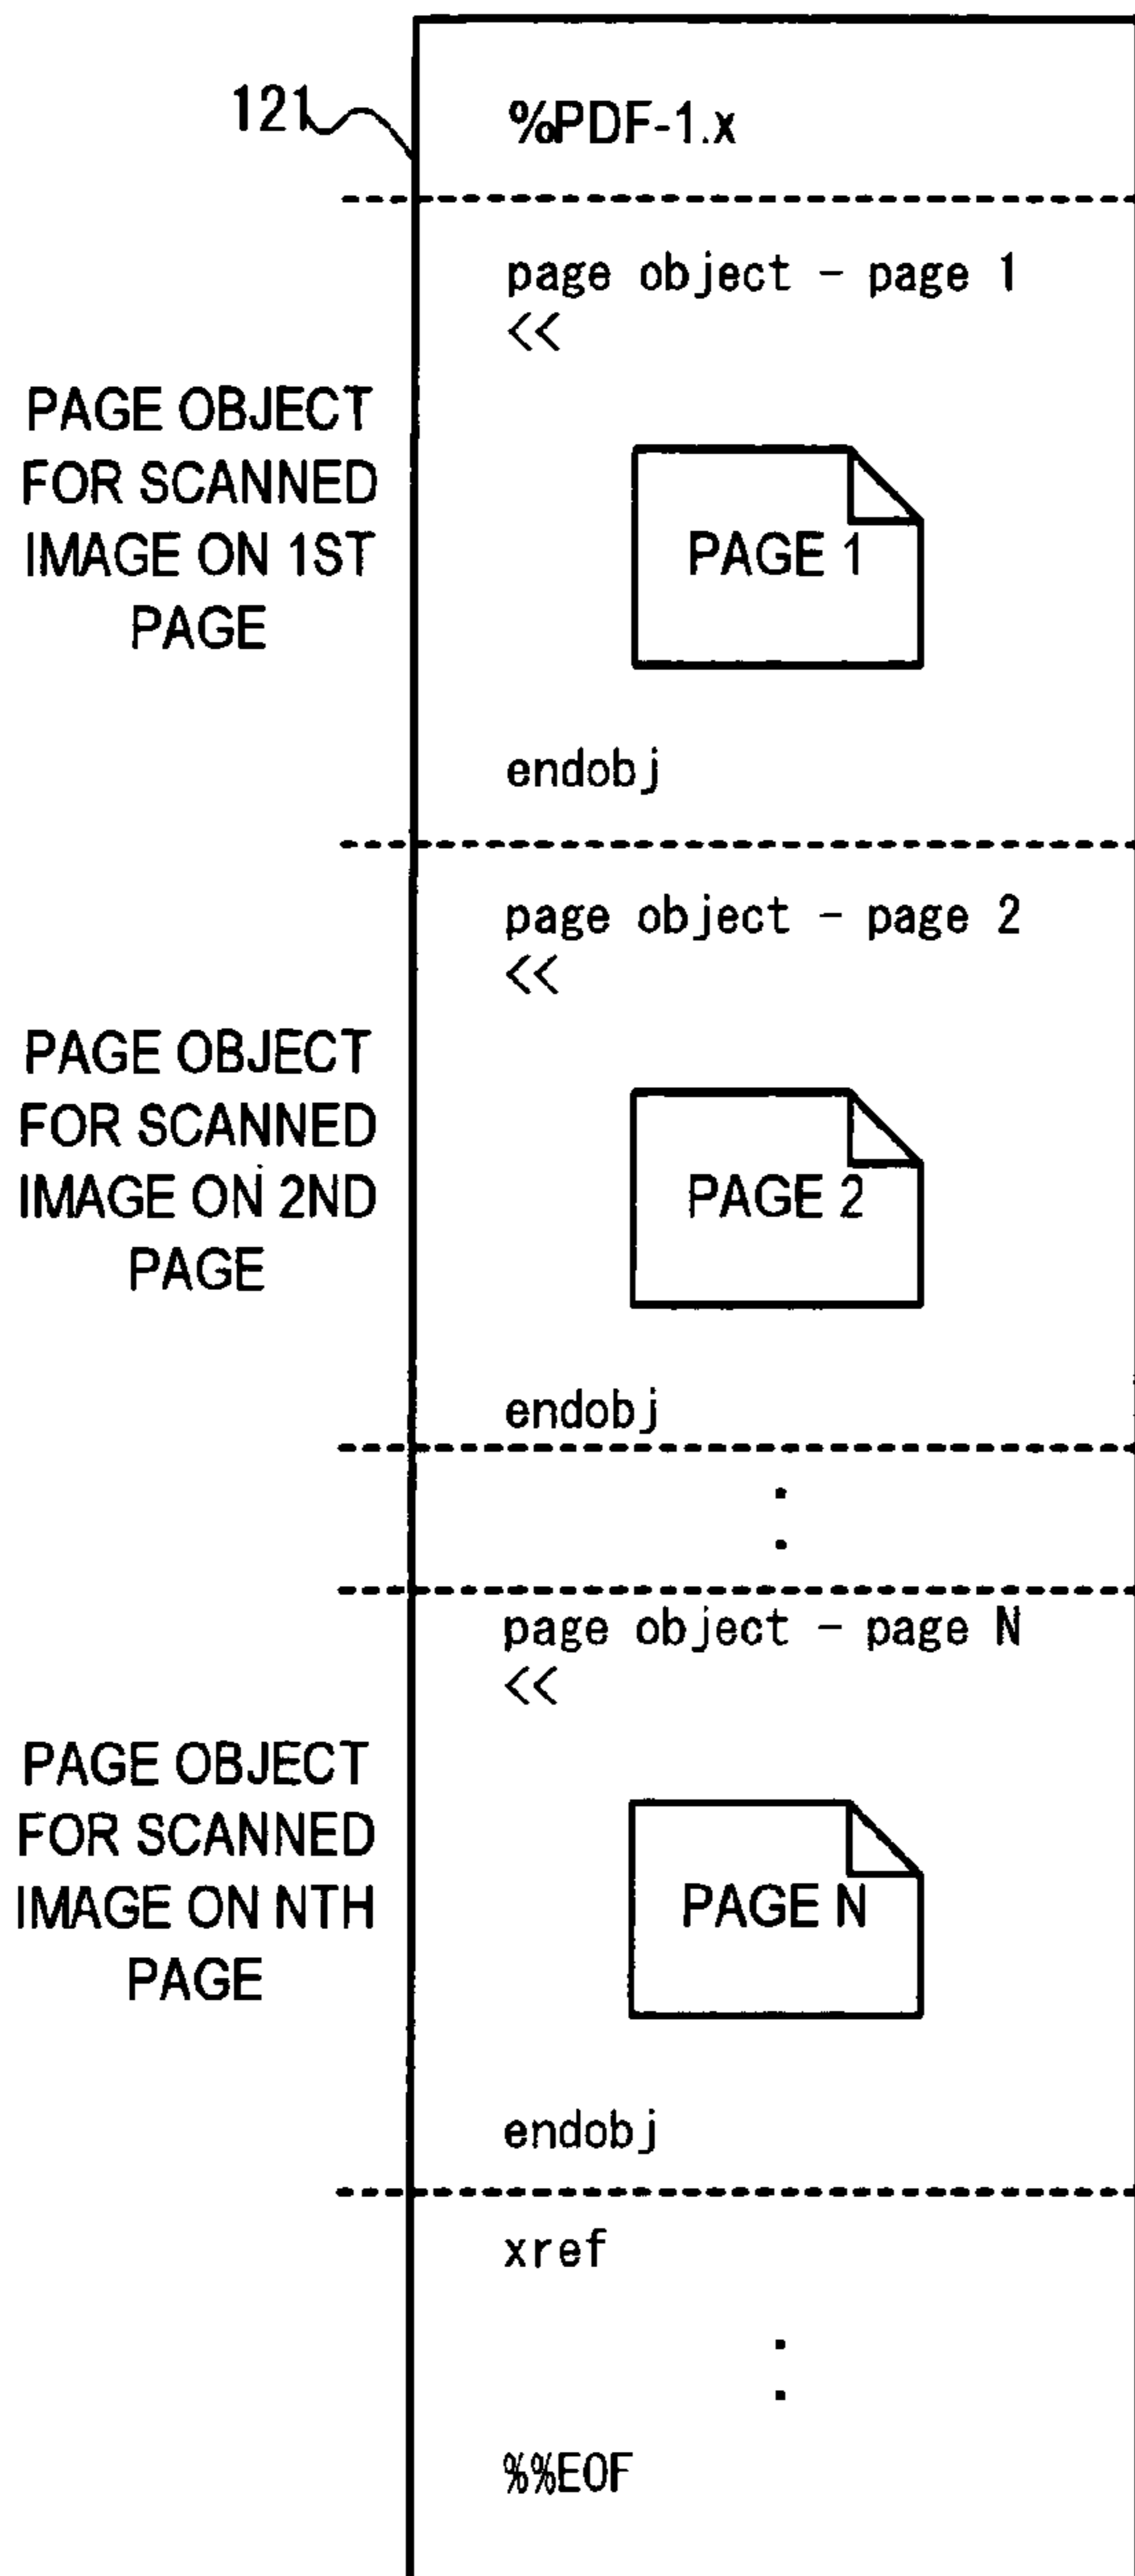 121
%PDF-1.x
page object - page 1
<<
PAGE OBJECT
FOR SCANNED
IMAGE ON 1ST
PAGE
PAGE 1
endobj
page object - page 2
<<
PAGE OBJECT
FOR SCANNED
IMAGE ON 2ND
PAGE
PAGE 2
endobj
.
.
page object - page N
<<
PAGE OBJECT
FOR SCANNED
IMAGE ON NTH
PAGE
PAGE N
endobj
xref
.
.
%%EOF